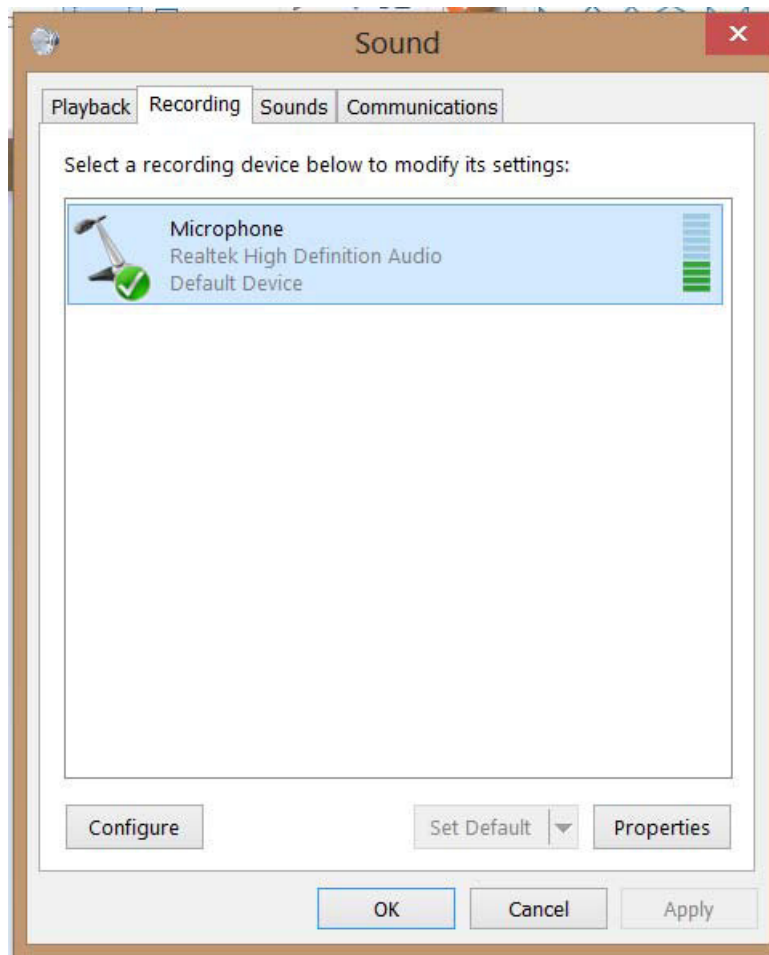 Sound
Playback Recording Sounds Communications
Select a recording device below to modify its settings:
Microphone
Realtek High Definition Audio
Default Device
Configure Set Default Properties
OK Cancel Apply